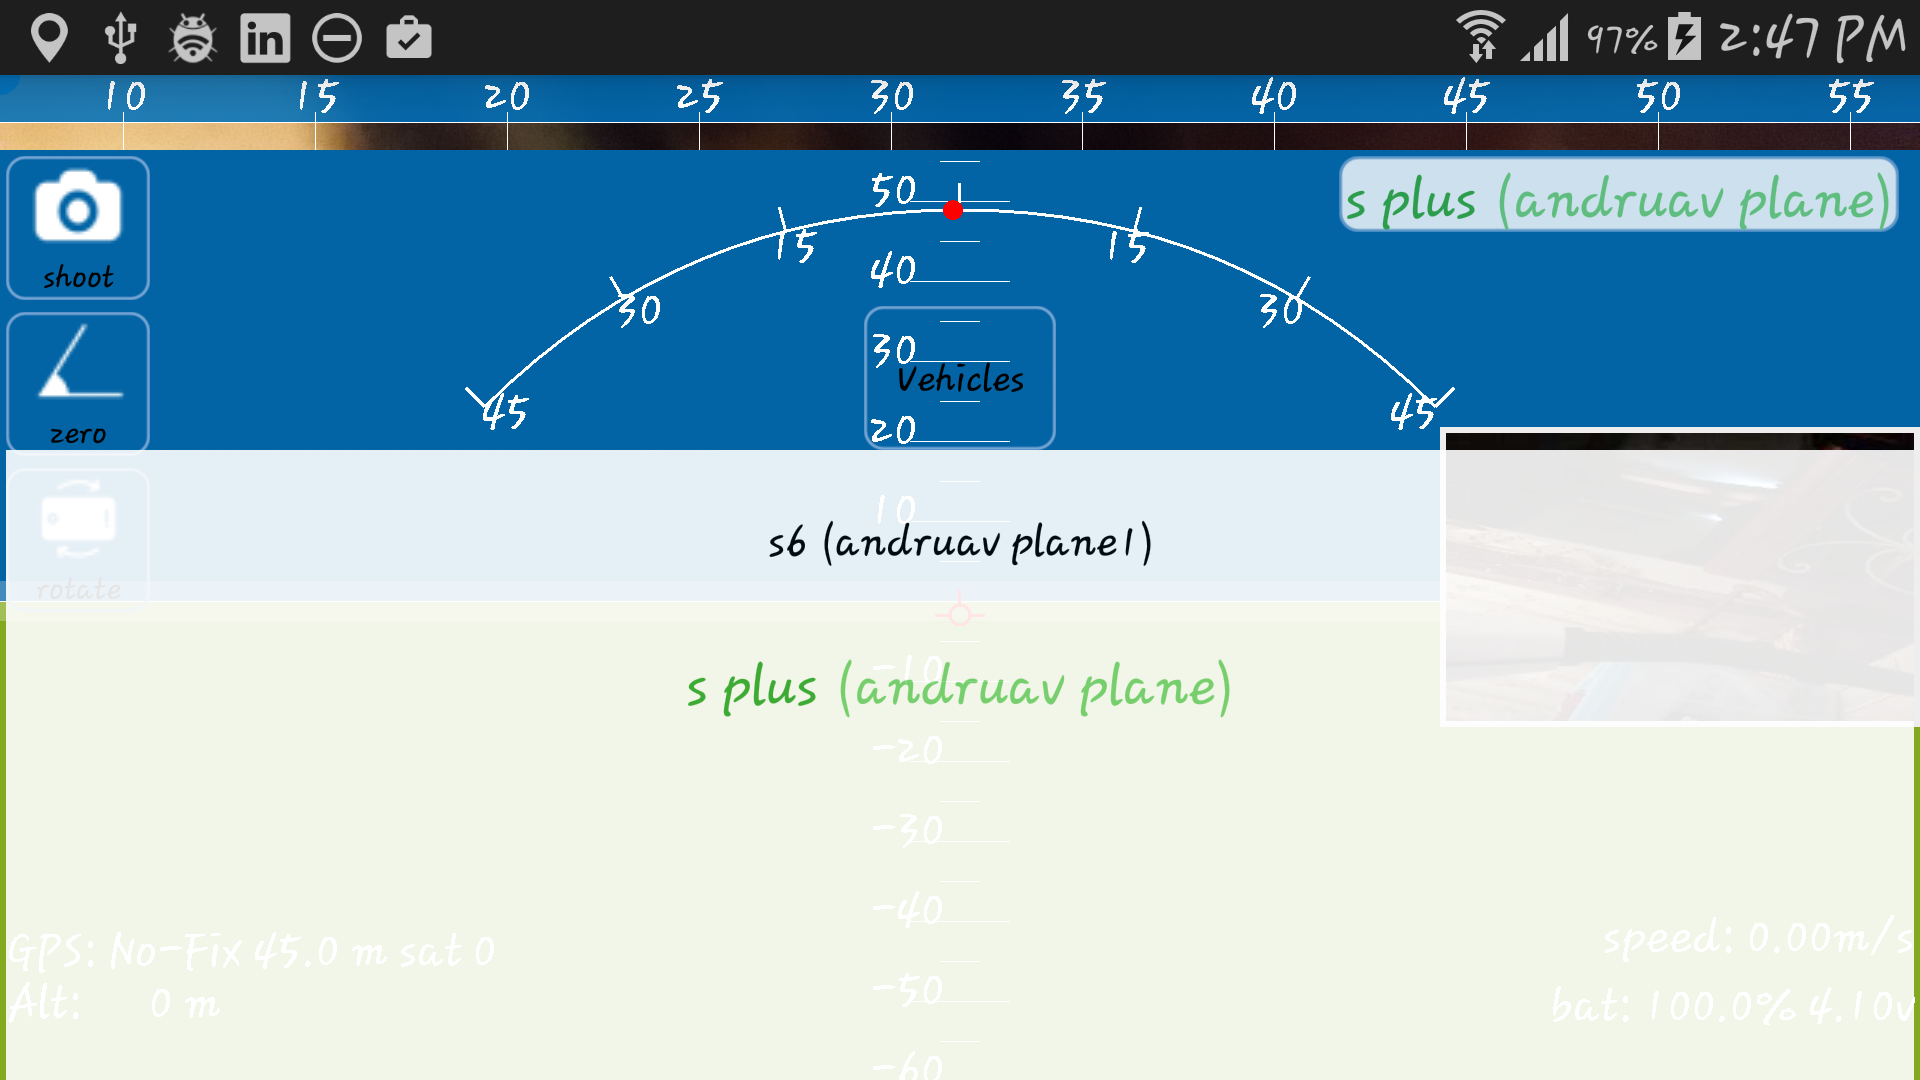 97% 2:47 PM
10 15 20 25 30 35 40 45 50 55
shoot
zero
rotate
s plus (andruav plane)
50
15 15
40
30 30
30
Vehicles
45 45
20
10
s6 (andruav plane1)
-10
s plus (andruav plane)
-20
-30
-40
-50
-60
GPS: No-Fix 45.0 m sat 0
Alt: 0 m
speed: 0.00m/s
bat: 100.0% 4.10v